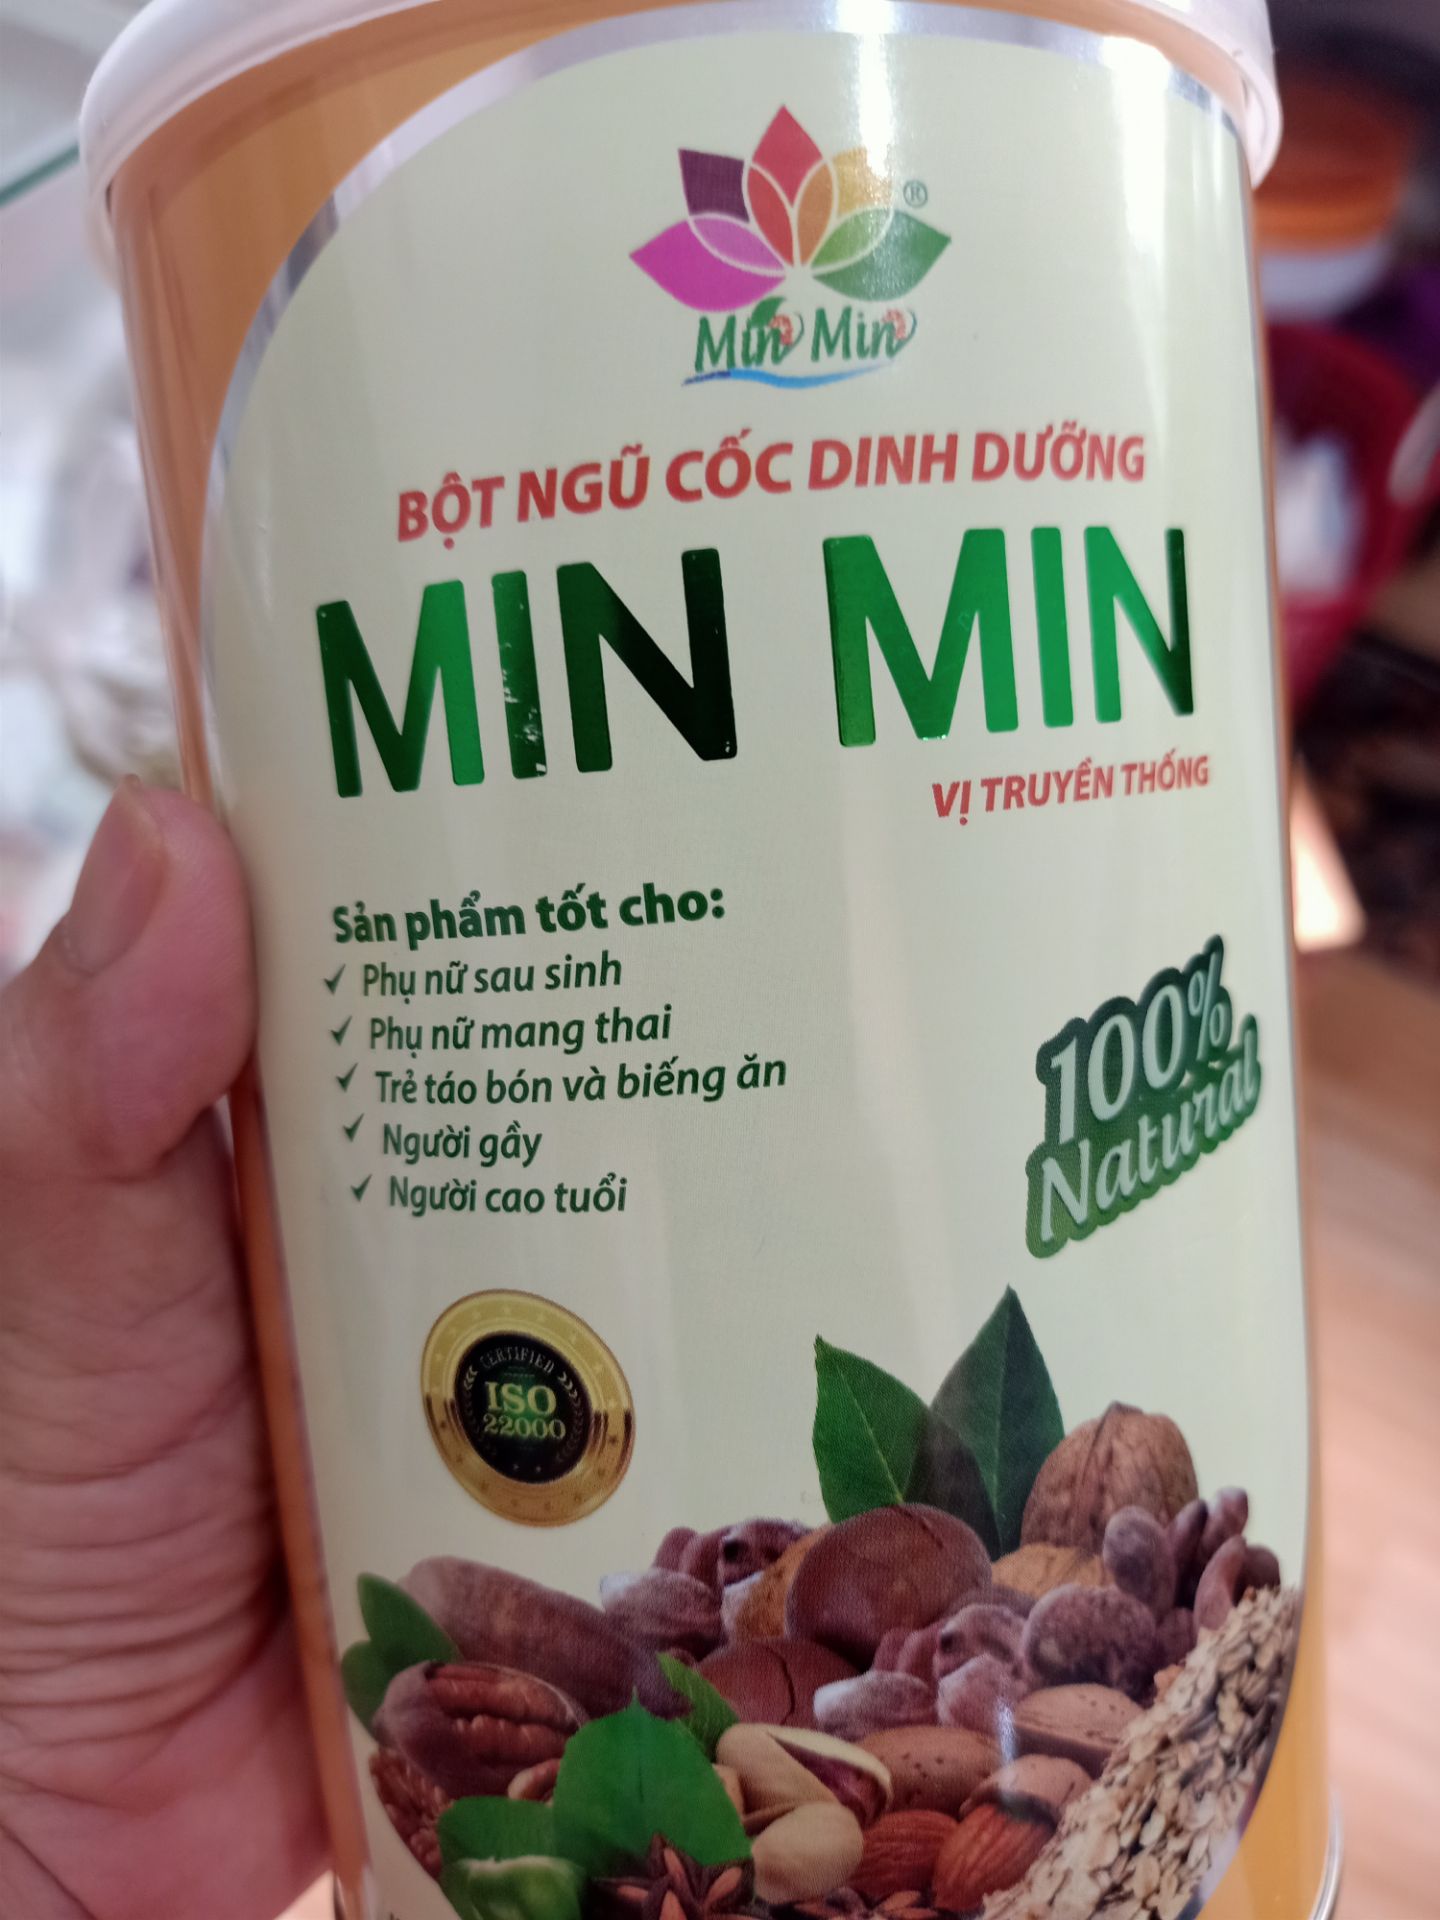 ®
Min Min
BỘT NGŨ CỐC DINH DƯỠNG
MIN MIN
VỊ TRUYỀN THỐNG
Sản phẩm tốt cho:
✓ Phụ nữ sau sinh
✓ Phụ nữ mang thai
✓ Trẻ táo bón và biếng ăn
✓ Người gầy
✓ Người cao tuổi
100%
Natural
CERTIFIED
ISO
22000